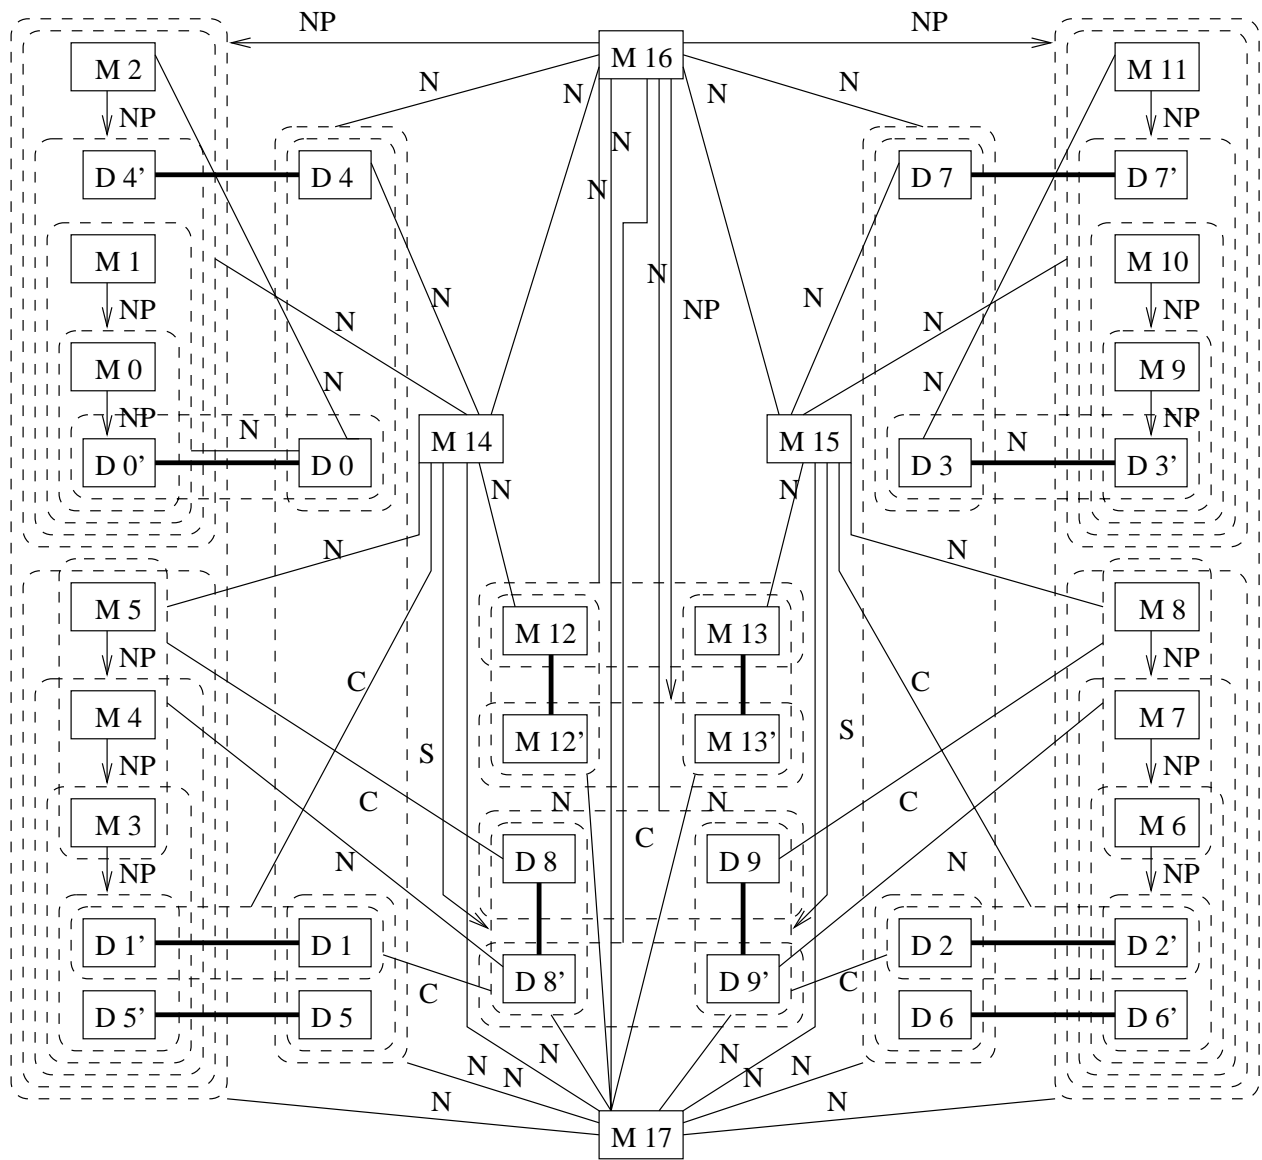 NP NP
M 16
M 2 M 11
N N N N
NP N NP
D 4' D 4 D 7 D 7'
N
M 1 M 10
N
N N
NP NP NP
N N
M 0 M 9
N N
NP NP
N M 14 M 15 N
D 0' D 0 D 3 D 3'
N N
N N
M 5 M 8
M 12 M 13
NP NP
C C
M 4 M 7
S S
M 12' M 13'
NP NP
C N N C
M 3 C M 6
N D 8 D 9 N
NP NP
D 1' D 1 D 2 D 2'
D 8' D 9'
C C
D 5' D 5 D 6 D 6'
N N
N N N N
N N
M 17